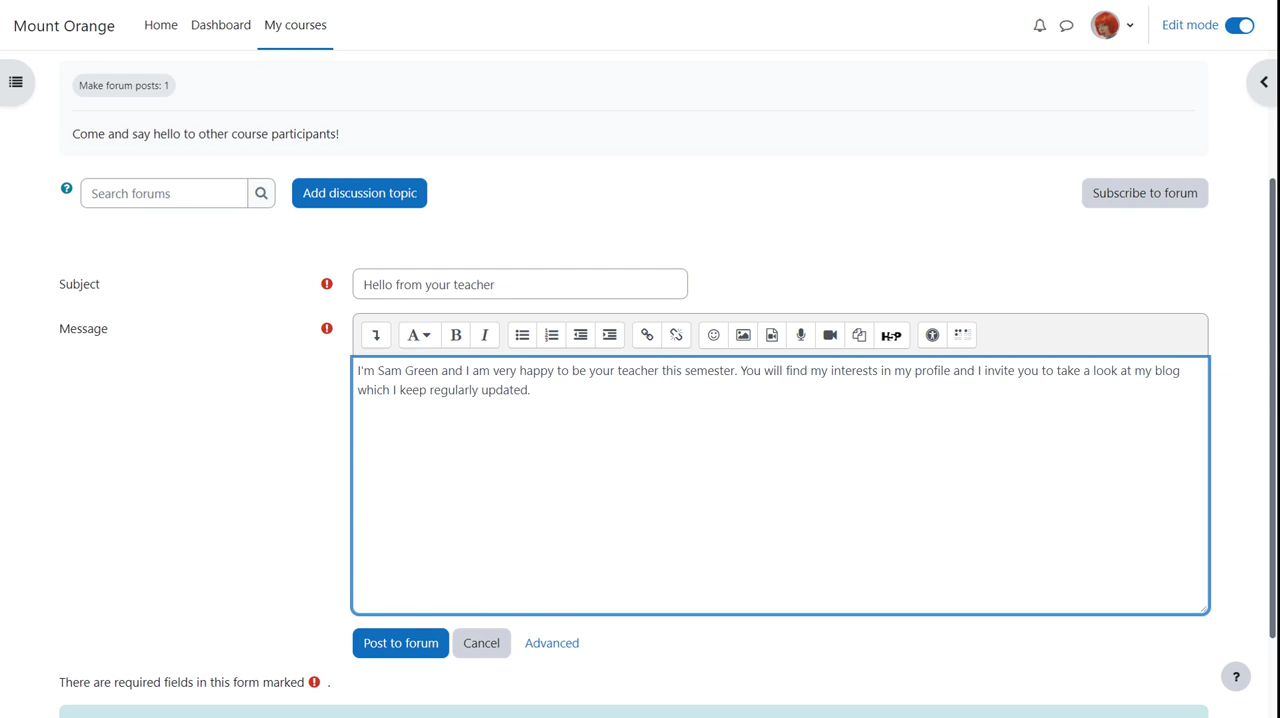 Mount Orange
Home Dashboard My courses
Edit mode
Make forum posts: 1
Come and say hello to other course participants!
Search forums
Add discussion topic
Subscribe to forum
Subject
Hello from your teacher
Message
A B I H5P
I'm Sam Green and I am very happy to be your teacher this semester. You will find my interests in my profile and I invite you to take a look at my blog
which I keep regularly updated.
Post to forum Cancel Advanced
There are required fields in this form marked .
?